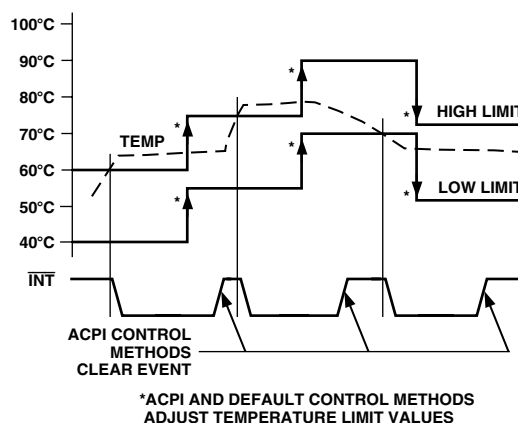 100°C
90°C
80°C
70°C
60°C
50°C
40°C
TEMP
*
*
*
*
*
*
HIGH LIMIT
LOW LIMIT
INT
ACPI CONTROL
METHODS
CLEAR EVENT
*ACPI AND DEFAULT CONTROL METHODS
ADJUST TEMPERATURE LIMIT VALUES